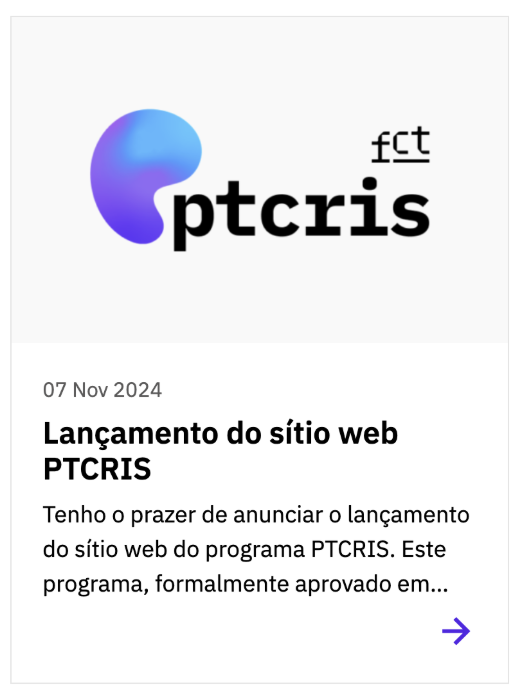 fct
ptcris
07 Nov 2024
Lançamento do sítio web
PTCRIS
Tenho o prazer de anunciar o lançamento
do sítio web do programa PTCRIS. Este
programa, formalmente aprovado em...